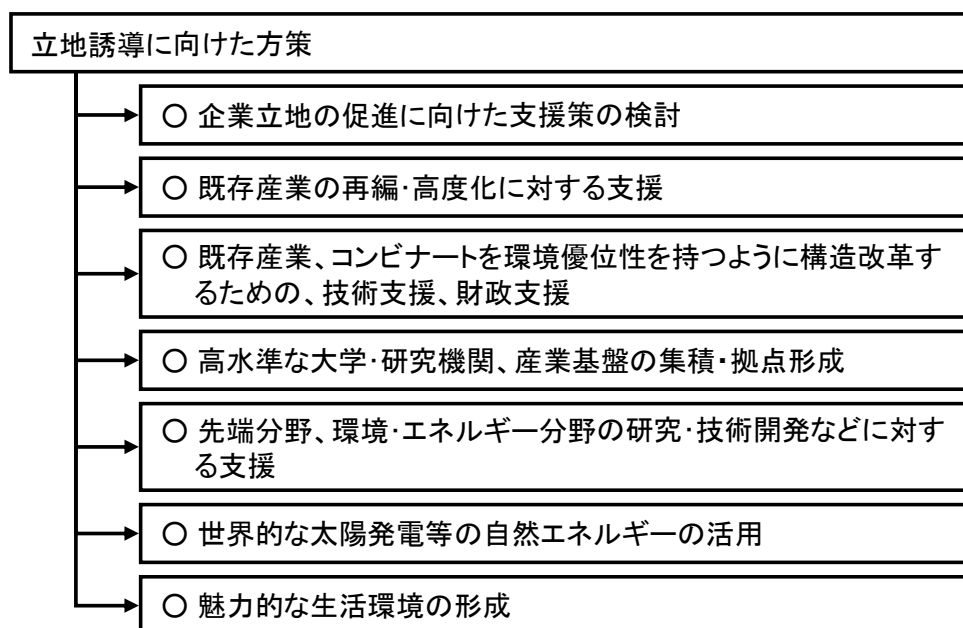 立地誘導に向けた方策
〇 企業立地の促進に向けた支援策の検討
〇 既存産業の再編・高度化に対する支援
〇 既存産業、コンビナートを環境優位性を持つように構造改革す
るための、技術支援、財政支援
〇 高水準な大学・研究機関、産業基盤の集積・拠点形成
〇 先端分野、環境・エネルギー分野の研究・技術開発などに対す
る支援
〇 世界的な太陽発電等の自然エネルギーの活用
〇 魅力的な生活環境の形成